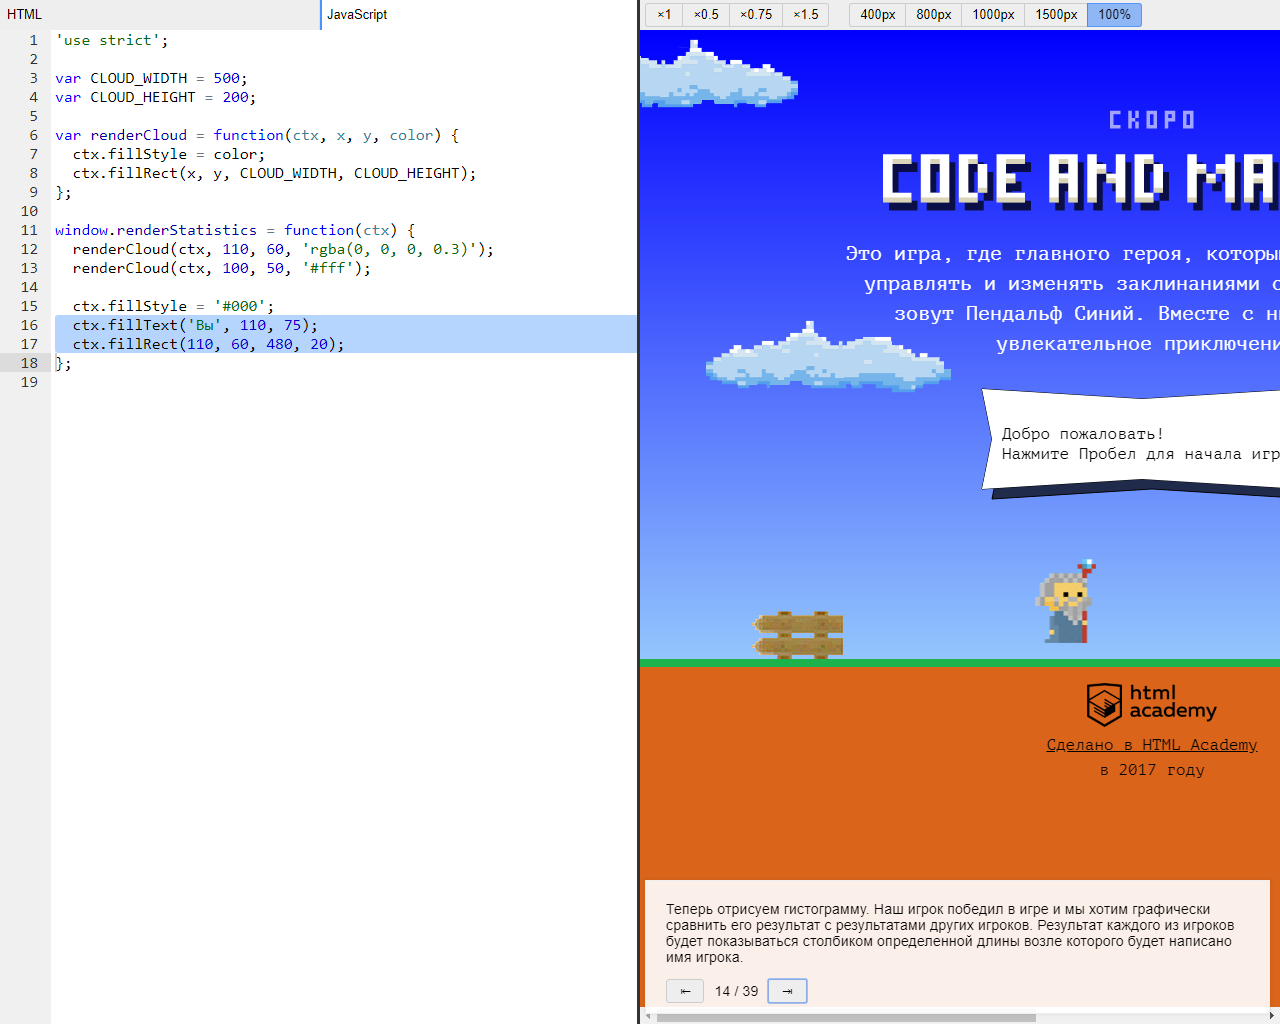 HTML
JavaScript
×1 ×0.5 ×0.75 ×1.5 400px 800px 1000px 1500px 100%
1 'use strict';
2
3 var CLOUD_WIDTH = 500;
4 var CLOUD_HEIGHT = 200;
5
6 var renderCloud = function(ctx, x, y, color) {
7 ctx.fillStyle = color;
8 ctx.fillRect(x, y, CLOUD_WIDTH, CLOUD_HEIGHT);
9 };
10
11 window.renderStatistics = function(ctx) {
12 renderCloud(ctx, 110, 60, 'rgba(0, 0, 0, 0.3)');
13 renderCloud(ctx, 100, 50, '#fff');
14
15 ctx.fillStyle = '#000';
16 ctx.fillText('Вы', 110, 75);
17 ctx.fillRect(110, 60, 480, 20);
18 };
19
СКОРО
CODE AND MA
Это игра, где главного героя, которы
управлять и изменять заклинаниями с
зовут Пендальф Синий. Вместе с н
увлекательное приключени
Добро пожаловать!
Нажмите Пробел для начала игр
html
academy
Сделано в HTML Academy
в 2017 году
Теперь отрисуем гистограмму. Наш игрок победил в игре и мы хотим графически
сравнить его результат с результатами других игроков. Результат каждого из игроков
будет показываться столбиком определенной длины возле которого будет написано
имя игрока.
⇤ 14 / 39 ⇥